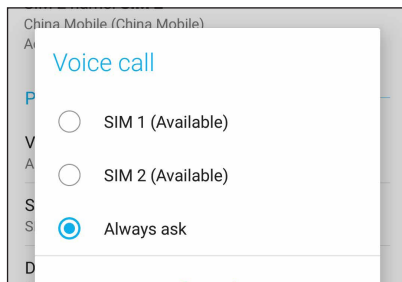 China Mobile (China Mobile)
Voice call
SIM 1 (Available)
SIM 2 (Available)
Always ask